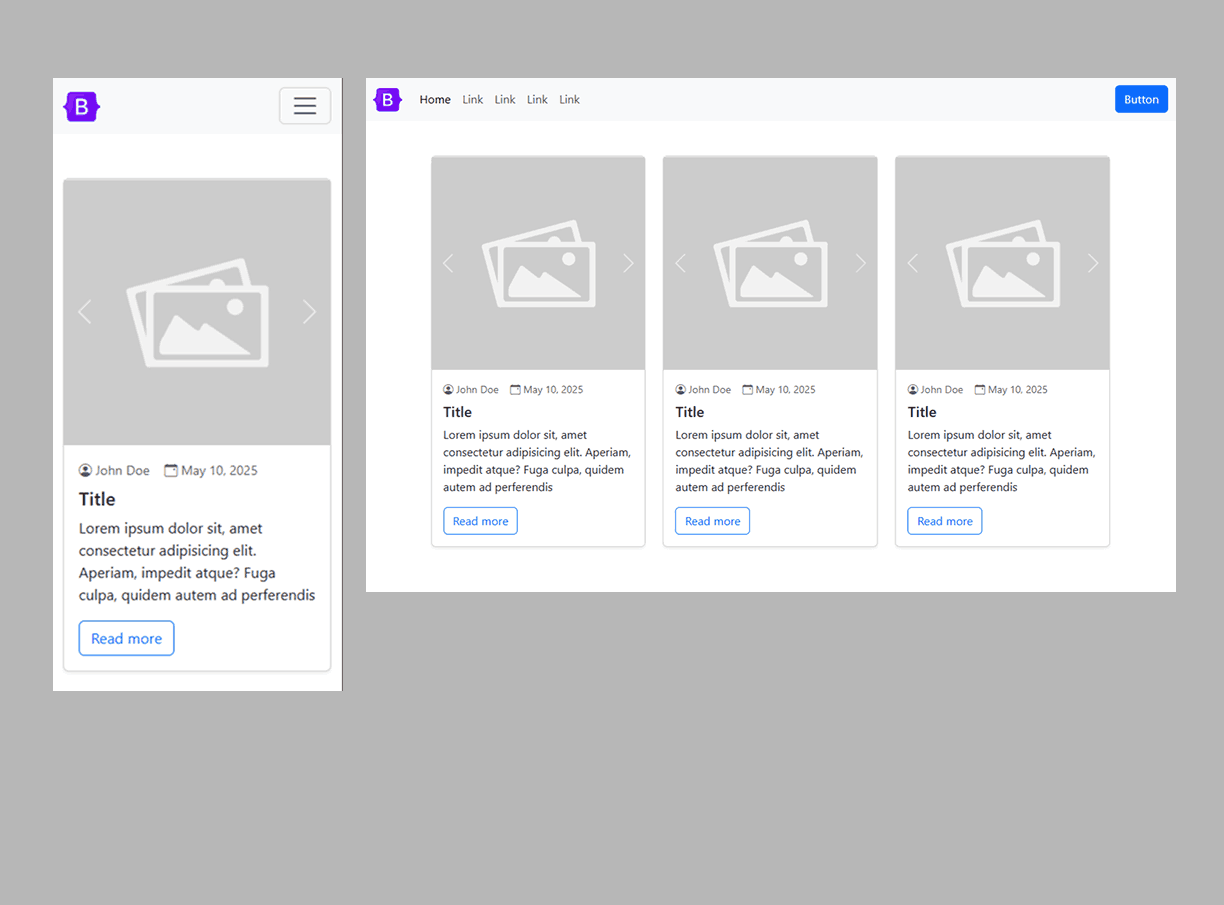 B
John Doe May 10, 2025
Title
Lorem ipsum dolor sit, amet
consectetur adipisicing elit.
Aperiam, impedit atque? Fuga
culpa, quidem autem ad perferendis
Read more
B Home Link Link Link Link Button
John Doe May 10, 2025
Title
Lorem ipsum dolor sit, amet
consectetur adipisicing elit. Aperiam,
impedit atque? Fuga culpa, quidem
autem ad perferendis
Read more
John Doe May 10, 2025
Title
Lorem ipsum dolor sit, amet
consectetur adipisicing elit. Aperiam,
impedit atque? Fuga culpa, quidem
autem ad perferendis
Read more
John Doe May 10, 2025
Title
Lorem ipsum dolor sit, amet
consectetur adipisicing elit. Aperiam,
impedit atque? Fuga culpa, quidem
autem ad perferendis
Read more